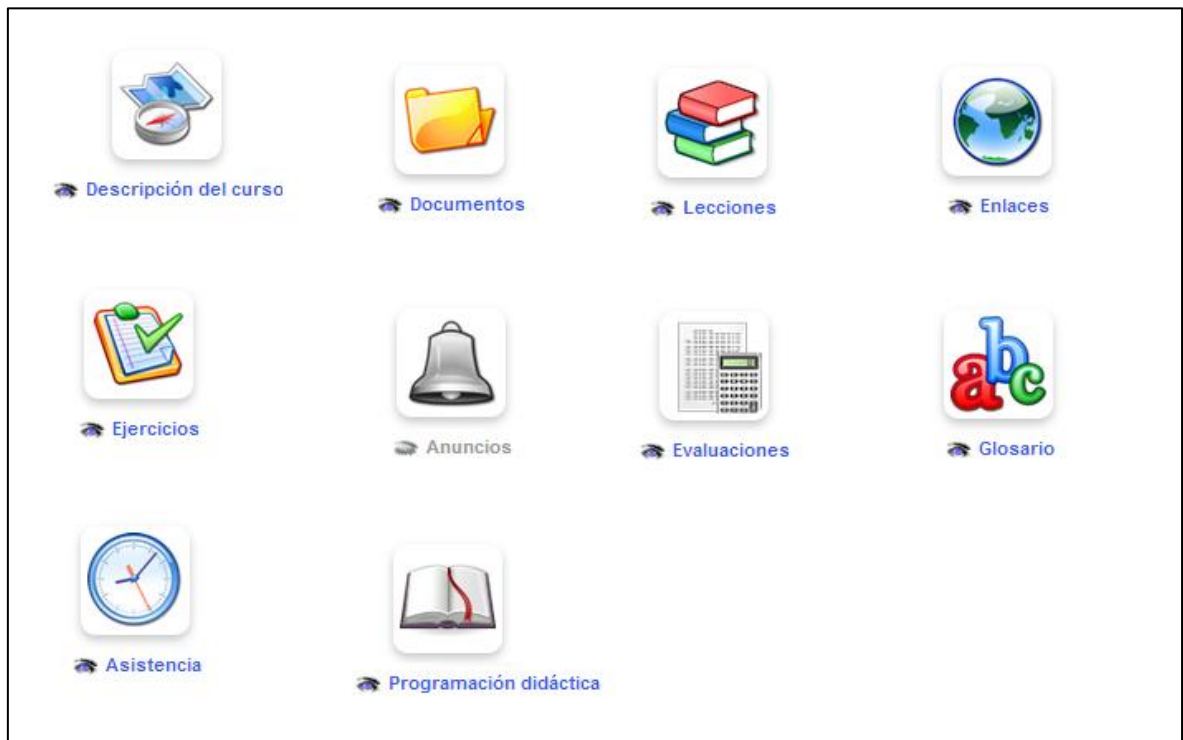 Descripción del curso
Documentos
Lecciones
Enlaces
Ejercicios
Anuncios
Evaluaciones
Glosario
Asistencia
Programación didáctica